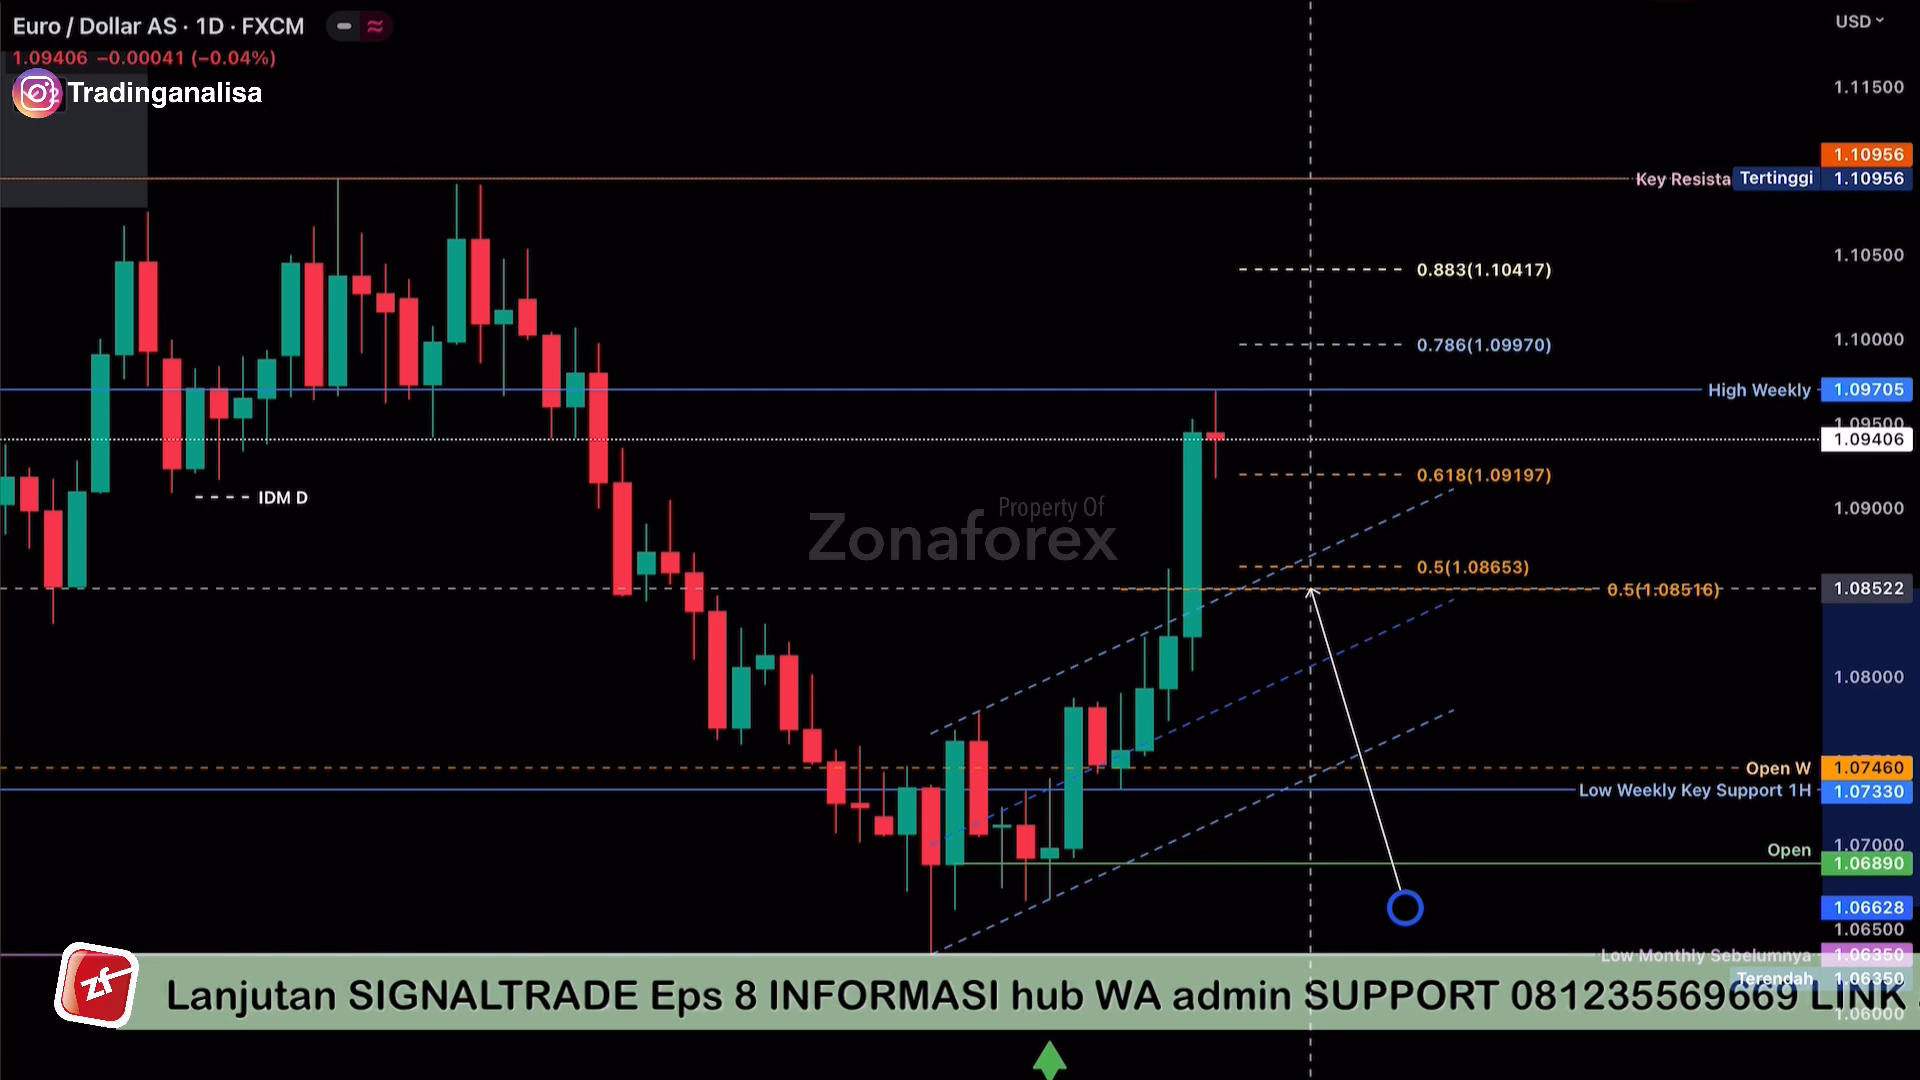 Euro / Dollar AS · 1D · FXCM
USD
1.09406 −0.00041 (−0.04%)
Tradinganalisa
1.11500
1.10956
Key Resista
Tertinggi
1.10956
1.10500
0.883(1.10417)
1.10000
0.786(1.09970)
High Weekly
1.09705
1.09500
1.09406
0.618(1.09197)
IDM D
Property Of
Zonaforex
1.09000
0.5(1.08653)
0.5(1.08516)
1.08522
1.08000
Open W
1.07460
Low Weekly Key Support 1H
1.07330
1.07000
Open
1.06890
1.06628
1.06500
Low Monthly Sebelumnya
1.06350
Terendah
1.06350
zf
Lanjutan SIGNALTRADE Eps 8 INFORMASI hub WA admin SUPPORT 081235569669 LINK
1.06000